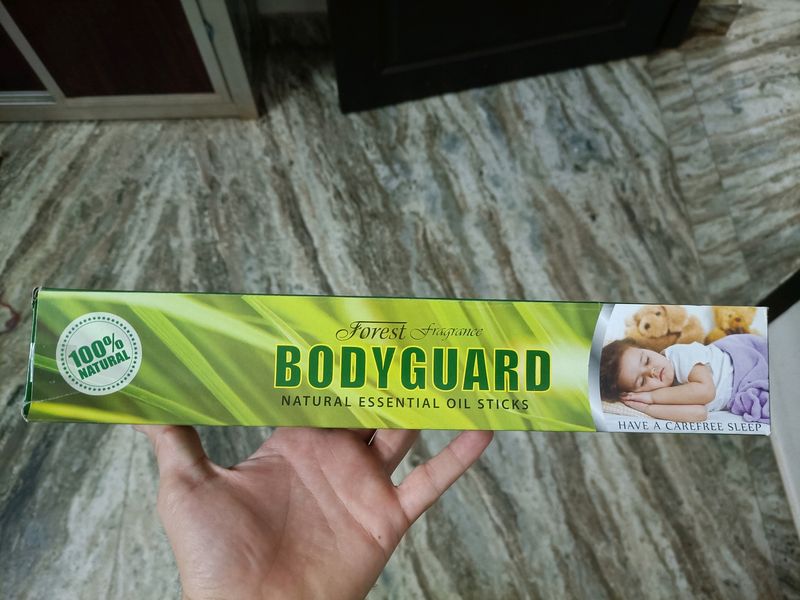 100%
NATURAL
Forest Fragrance
BODYGUARD
NATURAL ESSENTIAL OIL STICKS
HAVE A CAREFREE SLEEP